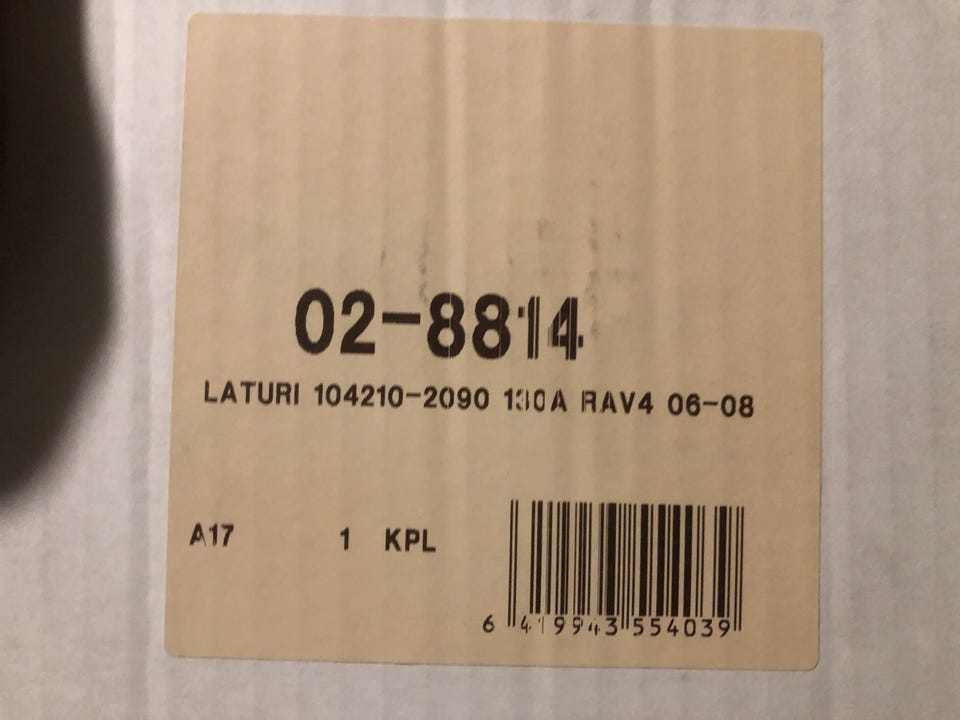 02-8814
LATURI 104210-2090 130A RAV4 06-08
A17 1 KPL
6 419943 554039